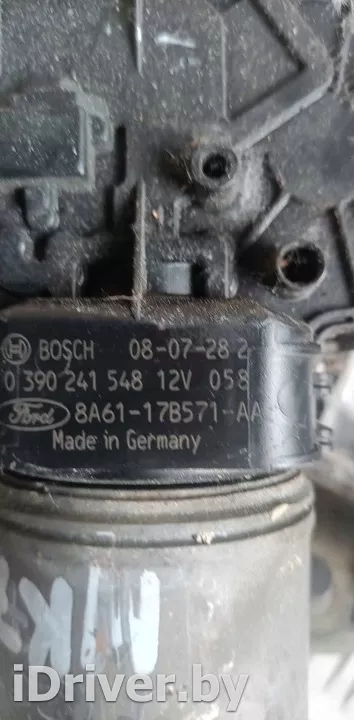 BOSCH 08-07-28 2
0 390 241 548 12V 058
Ford 8A61-17B571-AA
Made in Germany
iDriver.by